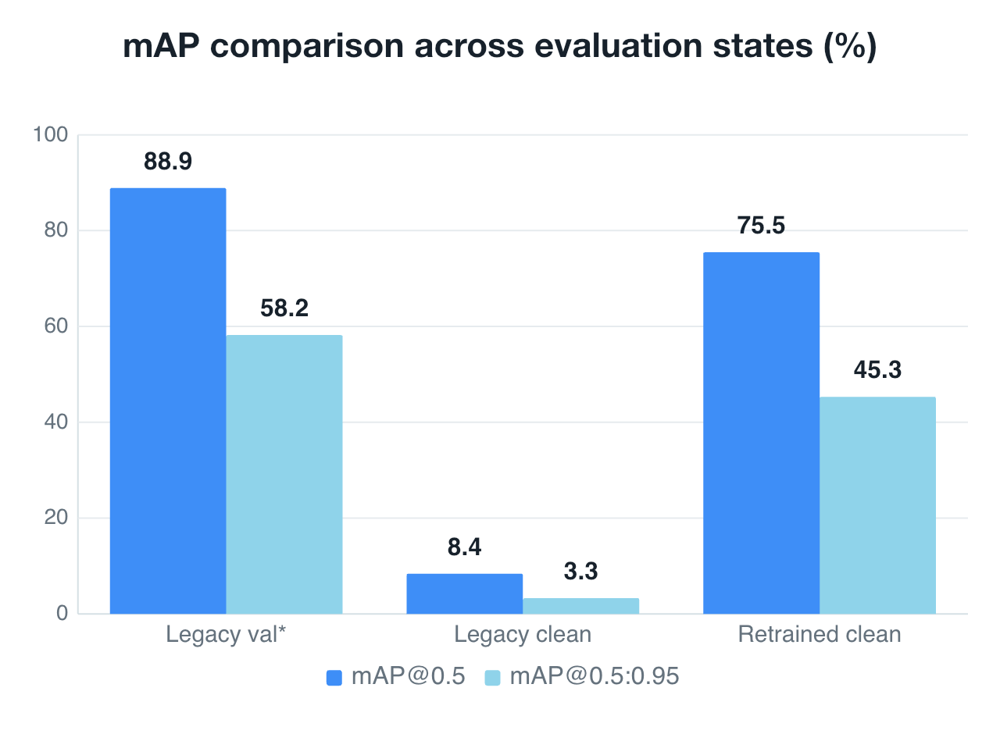 mAP comparison across evaluation states (%)
100
80
60
40
20
0
88.9
58.2
8.4
3.3
75.5
45.3
Legacy val*
Legacy clean
Retrained clean
mAP@0.5
mAP@0.5:0.95